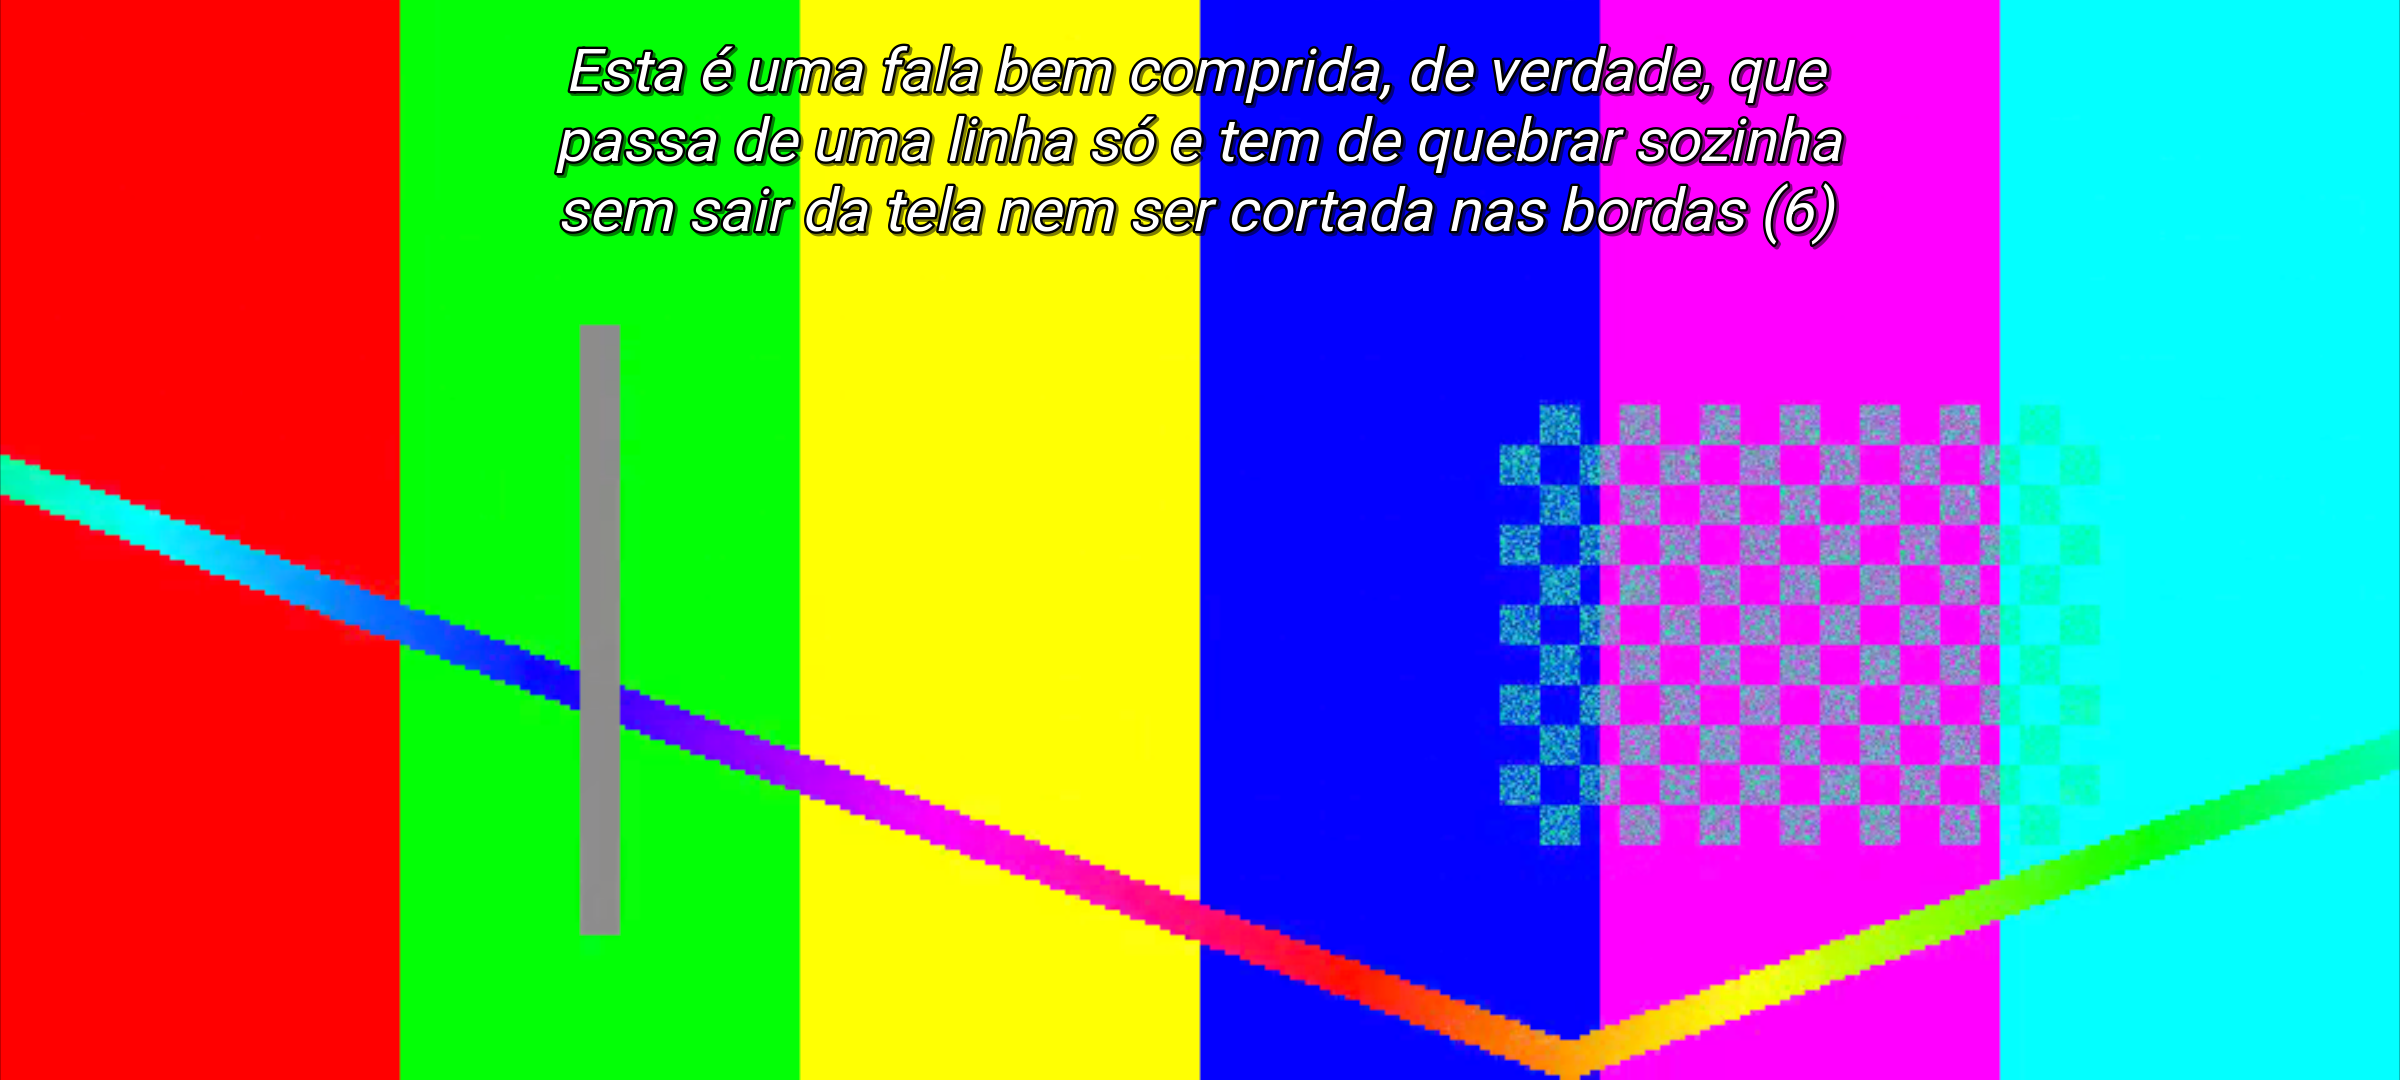 Esta é uma fala bem comprida, de verdade, que
passa de uma linha só e tem de quebrar sozinha
sem sair da tela nem ser cortada nas bordas (6)